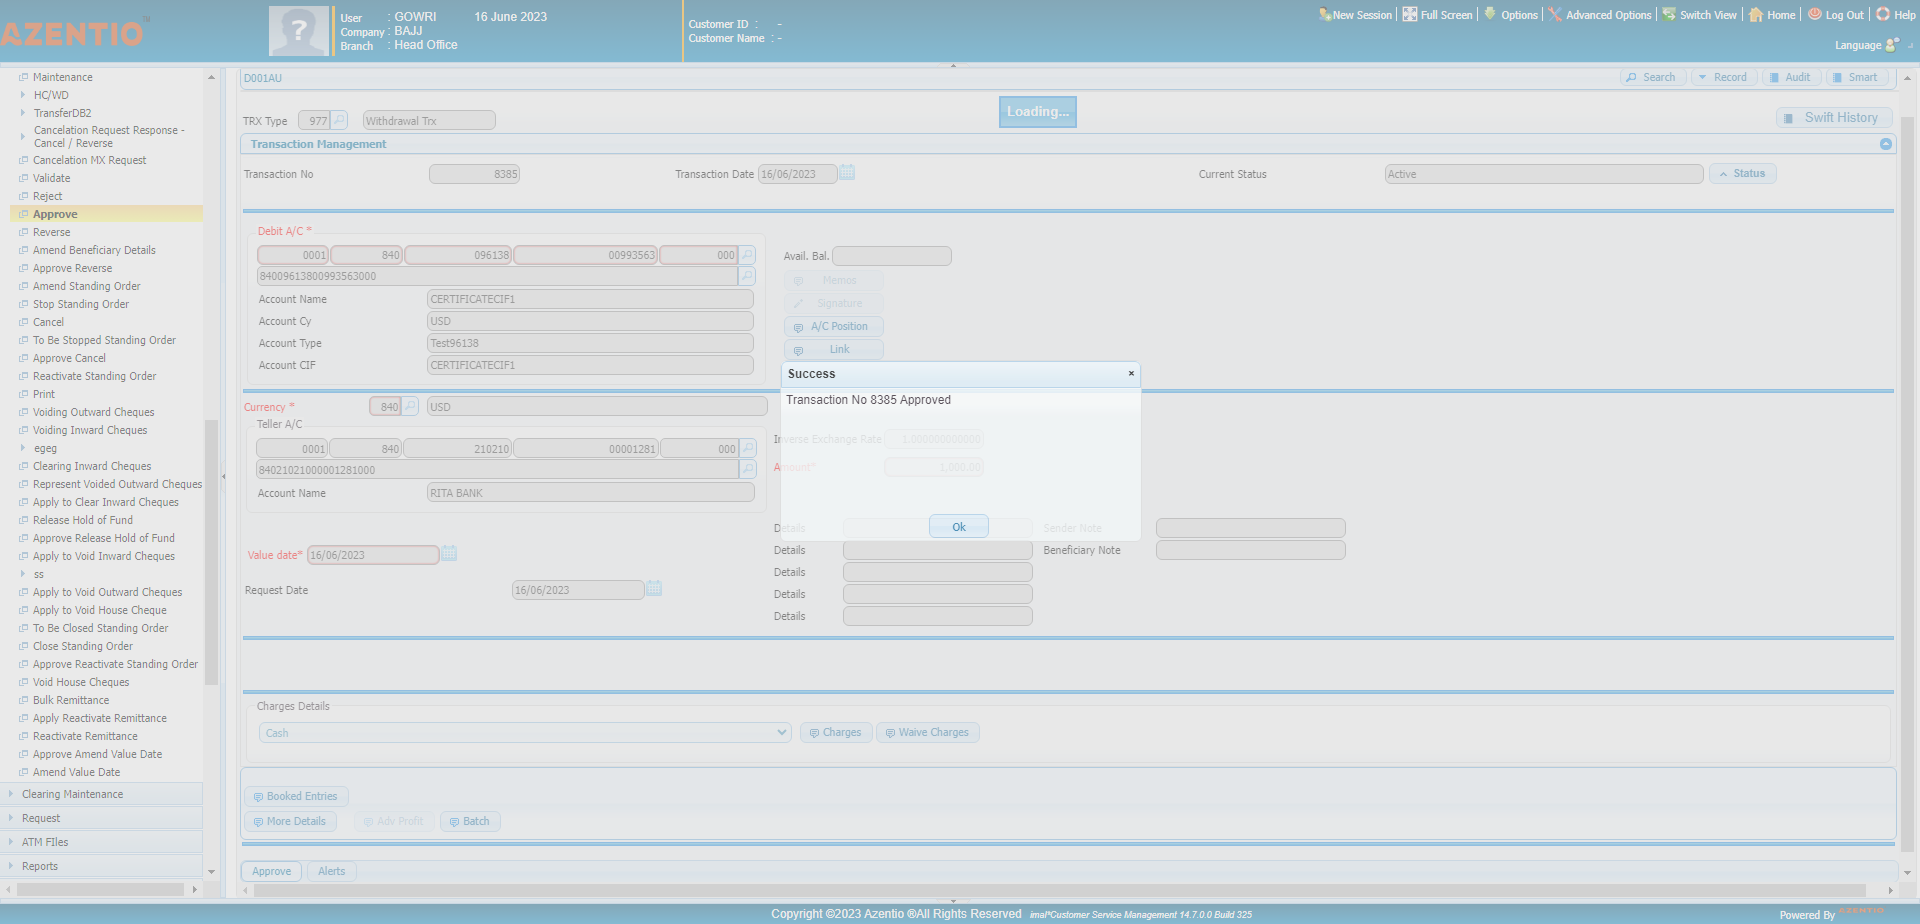 AZENTIO™
User : GOWRI 16 June 2023
Company : BAJJ
Branch : Head Office
Customer ID : -
Customer Name : -
New Session Full Screen Options Advanced Options Switch View Home Log Out Help
Language
Maintenance
HC/WD
TransferDB2
Cancelation Request Response -
Cancel / Reverse
Cancelation MX Request
Validate
Reject
Approve
Reverse
Amend Beneficiary Details
Approve Reverse
Amend Standing Order
Stop Standing Order
Cancel
To Be Stopped Standing Order
Approve Cancel
Reactivate Standing Order
Print
Voiding Outward Cheques
Voiding Inward Cheques
egeg
Clearing Inward Cheques
Represent Voided Outward Cheques
Apply to Clear Inward Cheques
Release Hold of Fund
Approve Release Hold of Fund
Apply to Void Inward Cheques
ss
Apply to Void Outward Cheques
Apply to Void House Cheque
To Be Closed Standing Order
Close Standing Order
Approve Reactivate Standing Order
Void House Cheques
Bulk Remittance
Apply Reactivate Remittance
Reactivate Remittance
Approve Amend Value Date
Amend Value Date
Clearing Maintenance
Request
ATM FIles
Reports
D001AU Search Record Audit Smart
TRX Type 977 Withdrawal Trx Loading... Swift History
Transaction Management
Transaction No 8385 Transaction Date 16/06/2023 Current Status Active Status
Debit A/C *
0001 840 096138 00993563 000 Avail. Bal.
84009613800993563000 Memos
Account Name CERTIFICATECIF1 Signature
Account Cy USD A/C Position
Account Type Test96138 Link
Account CIF CERTIFICATECIF1
Success ×
Transaction No 8385 Approved
Currency * 840 USD
Teller A/C
0001 840 210210 00001281 000 Inverse Exchange Rate 1.000000000000
84021021000001281000 Amount* 1,800.00
Account Name RITA BANK
Details Ok Sender Note
Value date* 16/06/2023 Details Beneficiary Note
Details
Request Date 16/06/2023 Details
Details
Charges Details
Cash Charges Waive Charges
Booked Entries
More Details Adv Profit Batch
Approve Alerts
Copyright ©2023 Azentio ®All Rights Reserved imal*Customer Service Management 14.7.0.0 Build 325 Powered By AZENTIO